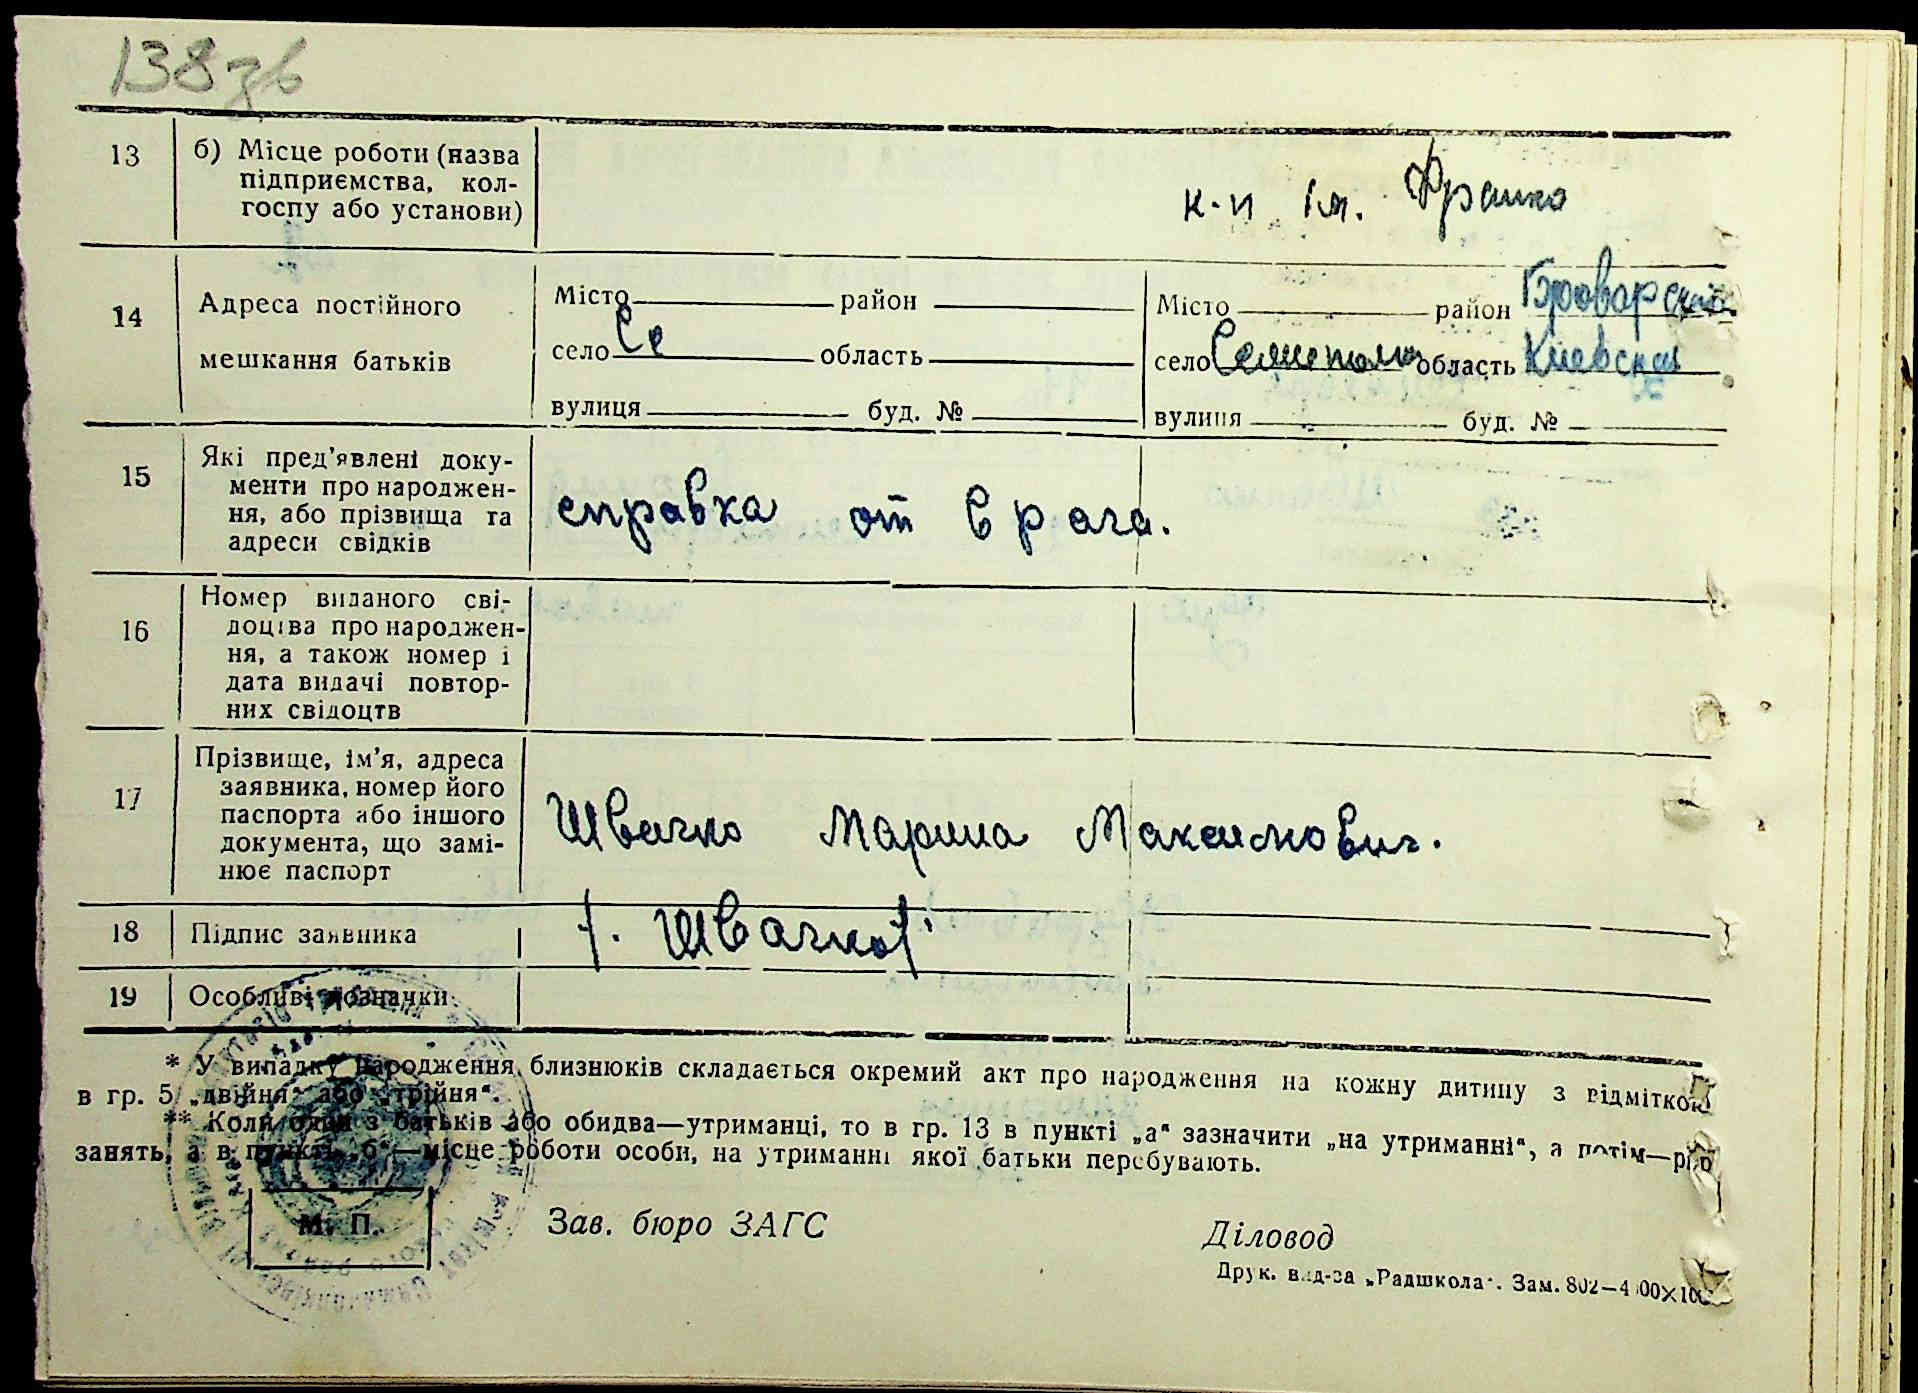 138зв
13 б) Місце роботи (назва
підприємства, кол-
госпу або установи)
к-п ім. Франко
14 Адреса постійного
мешкання батьків
Місто район
село Се область
вулиця буд. №
Місто район Броварский
село Семиполки область Киевская
вулиця буд. №
15 Які пред'явлені доку-
менти про народжен-
ня, або прізвища та
адреси свідків
справка от врача.
16 Номер виданого сві-
доцтва про народжен-
ня, а також номер і
дата видачі повтор-
них свідоцтв
17 Прізвище, ім'я, адреса
заявника, номер його
паспорта або іншого
документа, що замі-
нює паспорт
Швачко Марина Максимович.
18 Підпис заявника
Швачко
19 Особливі позначки.
* У випадку народження близнюків складається окремий акт про народження на кожну дитину з відміткою
в гр. 5 „двійня“ або „трійня“.
** Коли один з батьків або обидва—утриманці, то в гр. 13 в пункті „а“ зазначити „на утриманні“, а потім—рід
занять, а в пункті „б“—місце роботи особи, на утриманні якої батьки перебувають.
М. П. Зав. бюро ЗАГС Діловод
Друк. вид-ва „Радшкола“. Зам. 802—